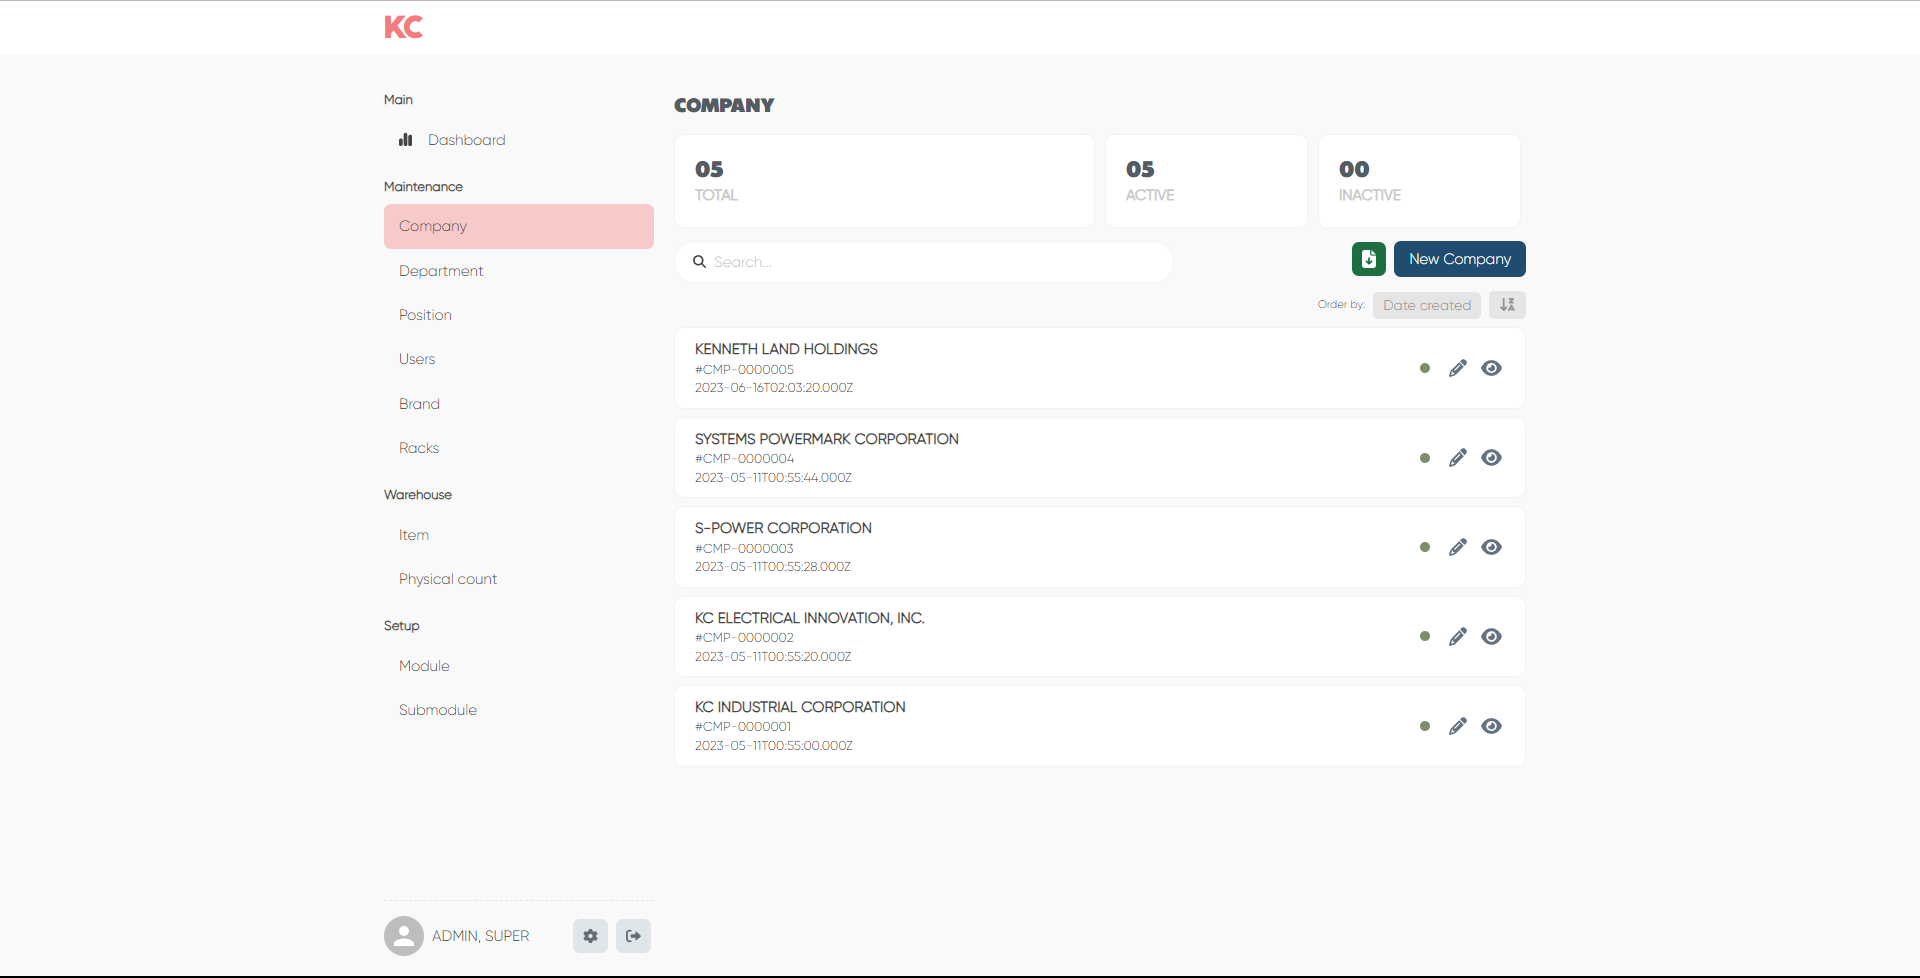 KC
Main
Dashboard
Maintenance
Company
Department
Position
Users
Brand
Racks
Warehouse
Item
Physical count
Setup
Module
Submodule
ADMIN, SUPER
COMPANY
05
TOTAL
05
ACTIVE
00
INACTIVE
Search...
New Company
Order by:
Date created
KENNETH LAND HOLDINGS
#CMP-0000005
2023-06-16T02:03:20.000Z
SYSTEMS POWERMARK CORPORATION
#CMP-0000004
2023-05-11T00:55:44.000Z
S-POWER CORPORATION
#CMP-0000003
2023-05-11T00:55:28.000Z
KC ELECTRICAL INNOVATION, INC.
#CMP-0000002
2023-05-11T00:55:20.000Z
KC INDUSTRIAL CORPORATION
#CMP-0000001
2023-05-11T00:55:00.000Z